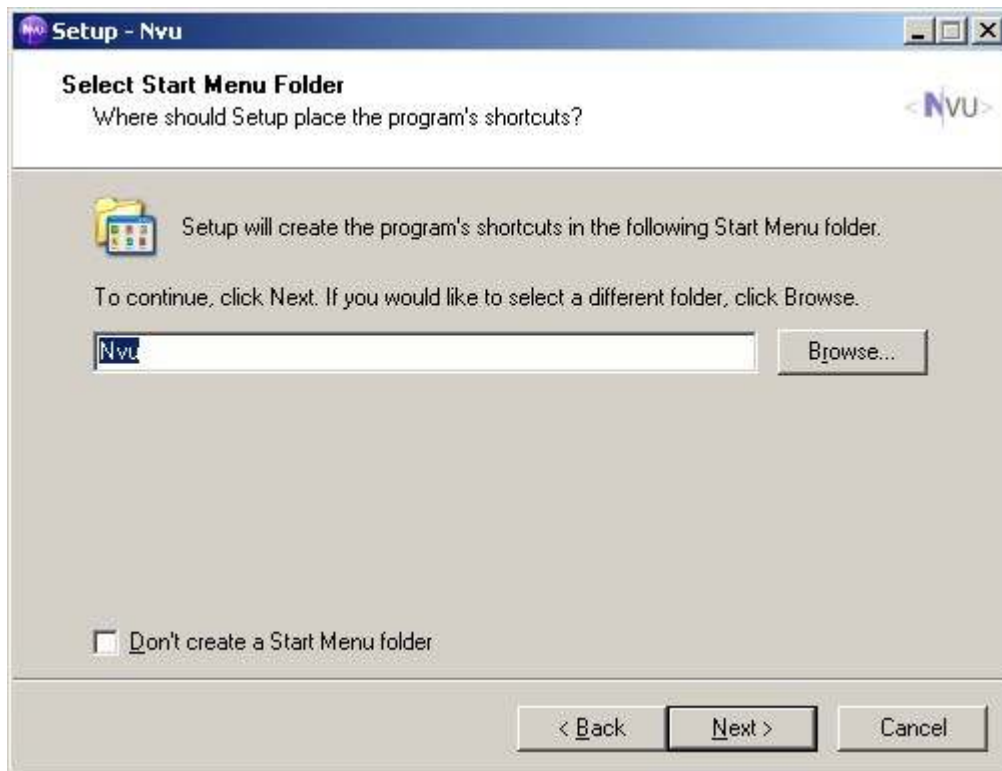 Setup - Nvu
Select Start Menu Folder
Where should Setup place the program's shortcuts?
<NVU>
Setup will create the program's shortcuts in the following Start Menu folder.
To continue, click Next. If you would like to select a different folder, click Browse.
Nvu
Browse...
Don't create a Start Menu folder
< Back
Next >
Cancel